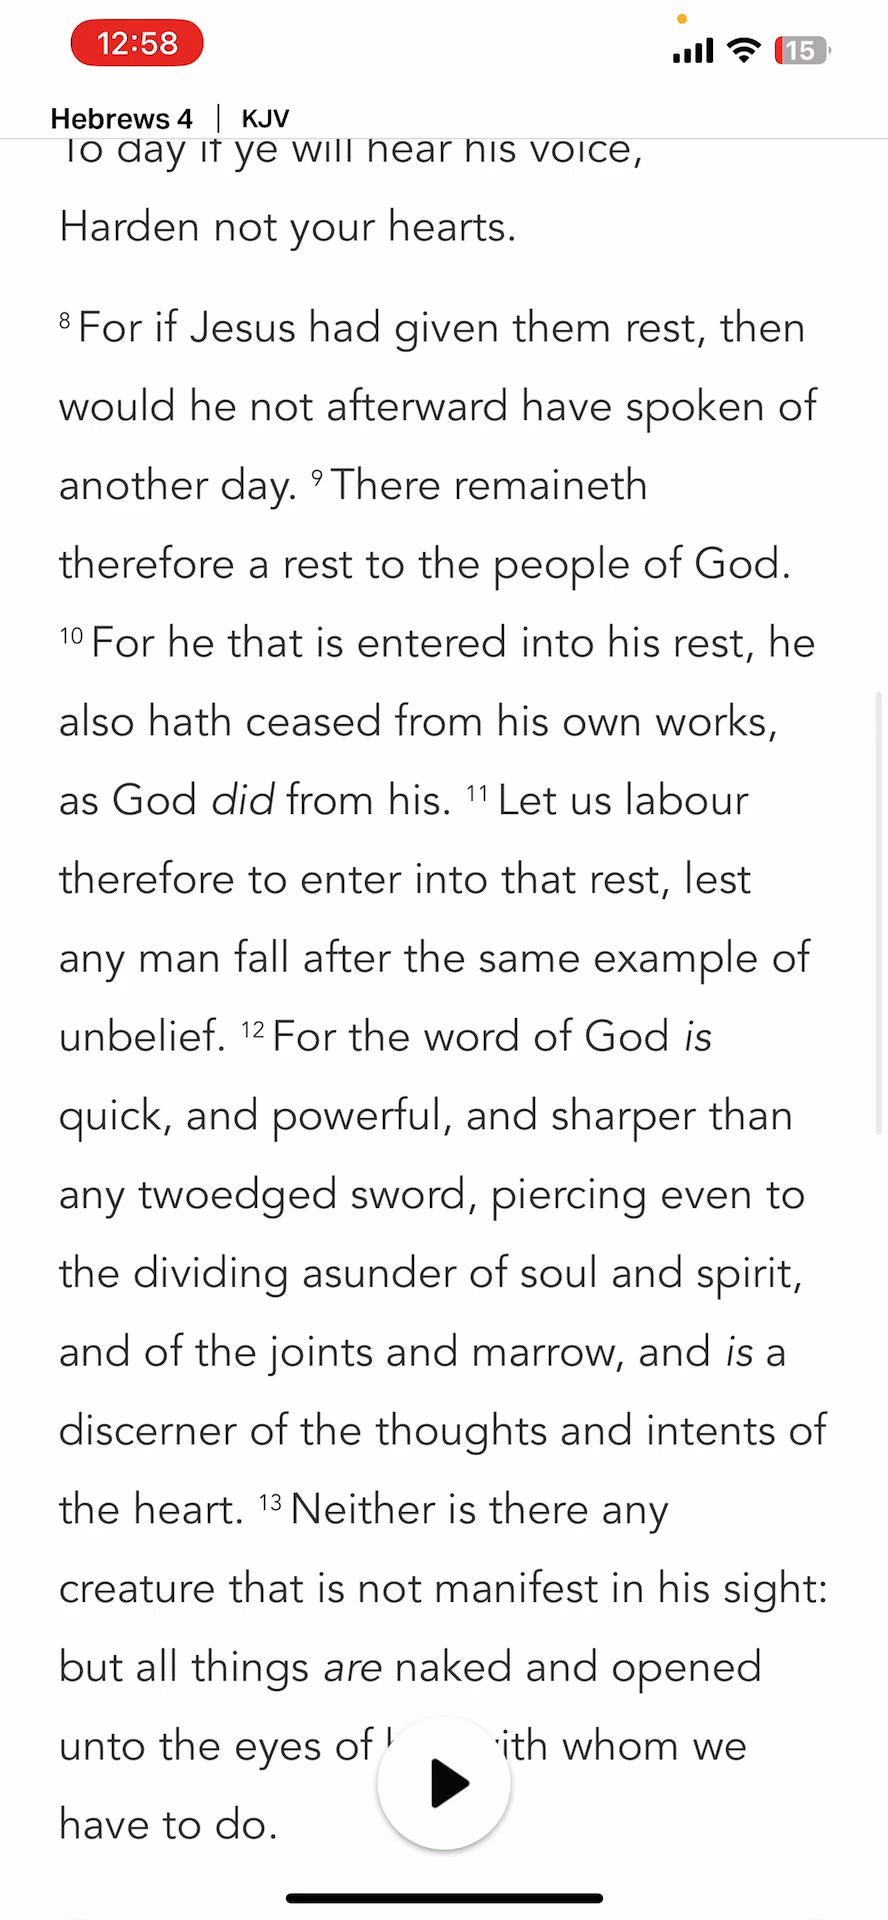 12:58
15
Hebrews 4 | KJV
To day if ye will hear his voice,
Harden not your hearts.
8 For if Jesus had given them rest, then
would he not afterward have spoken of
another day. 9 There remaineth
therefore a rest to the people of God.
10 For he that is entered into his rest, he
also hath ceased from his own works,
as God did from his. 11 Let us labour
therefore to enter into that rest, lest
any man fall after the same example of
unbelief. 12 For the word of God is
quick, and powerful, and sharper than
any twoedged sword, piercing even to
the dividing asunder of soul and spirit,
and of the joints and marrow, and is a
discerner of the thoughts and intents of
the heart. 13 Neither is there any
creature that is not manifest in his sight:
but all things are naked and opened
unto the eyes of whom we
have to do.